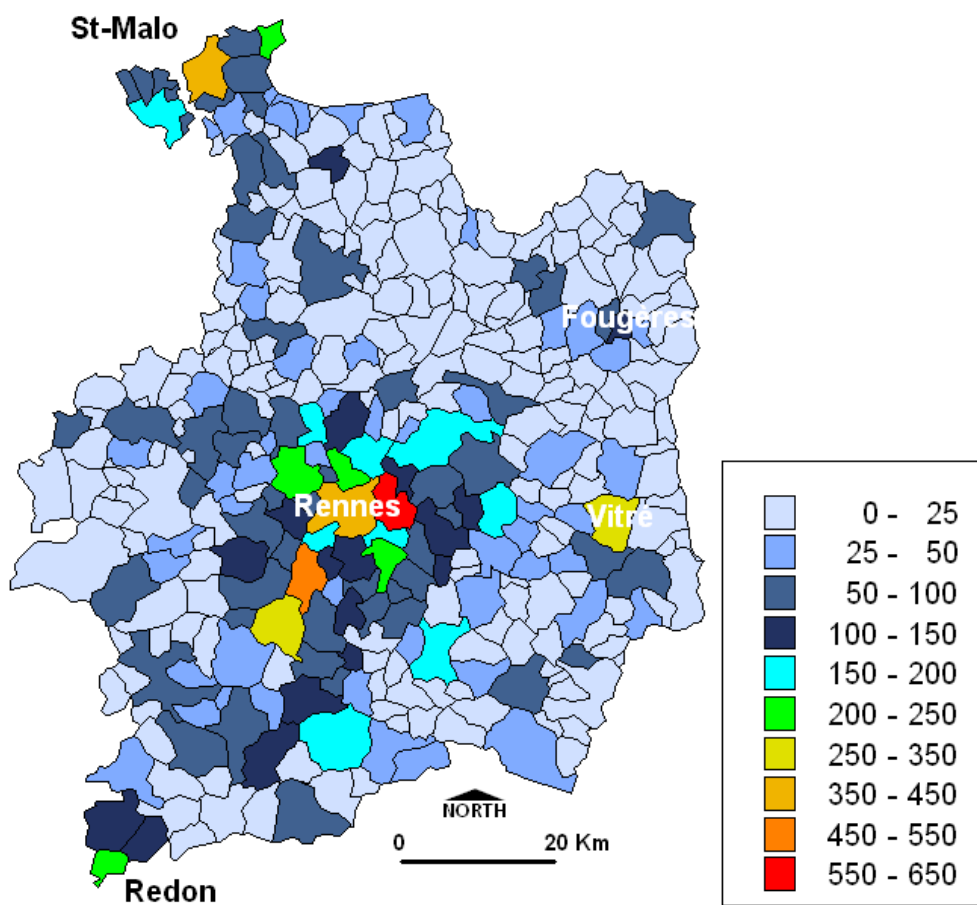 St-Malo
Fougères
Rennes
Vitré
Redon
NORTH
0 20 Km
0 - 25
25 - 50
50 - 100
100 - 150
150 - 200
200 - 250
250 - 350
350 - 450
450 - 550
550 - 650